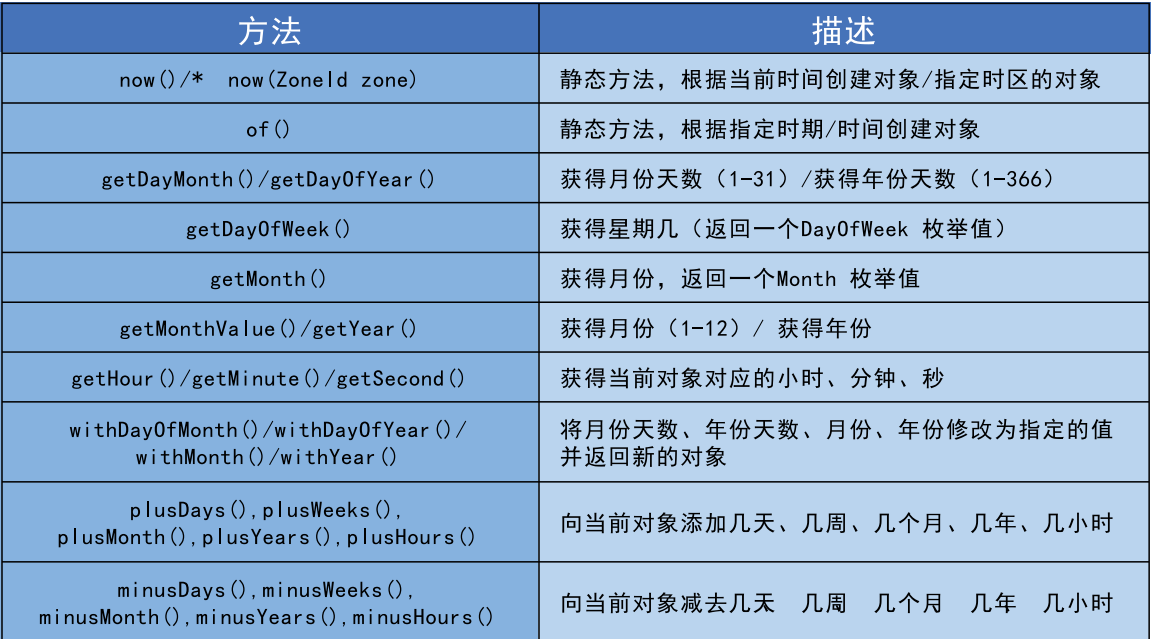 方法 描述
now()/* now(ZoneId zone) 静态方法，根据当前时间创建对象/指定时区的对象
of() 静态方法，根据指定时期/时间创建对象
getDayMonth()/getDayOfYear() 获得月份天数（1-31）/获得年份天数（1-366）
getDayOfWeek() 获得星期几（返回一个DayOfWeek 枚举值）
getMonth() 获得月份，返回一个Month 枚举值
getMonthValue()/getYear() 获得月份（1-12）/ 获得年份
getHour()/getMinute()/getSecond() 获得当前对象对应的小时、分钟、秒
withDayOfMonth()/withDayOfYear()/
withMonth()/withYear()
将月份天数、年份天数、月份、年份修改为指定的值
并返回新的对象
plusDays(),plusWeeks(),
plusMonth(),plusYears(),plusHours()
向当前对象添加几天、几周、几个月、几年、几小时
minusDays(),minusWeeks(),
minusMonth(),minusYears(),minusHours()
向当前对象减去几天 几周 几个月 几年 几小时